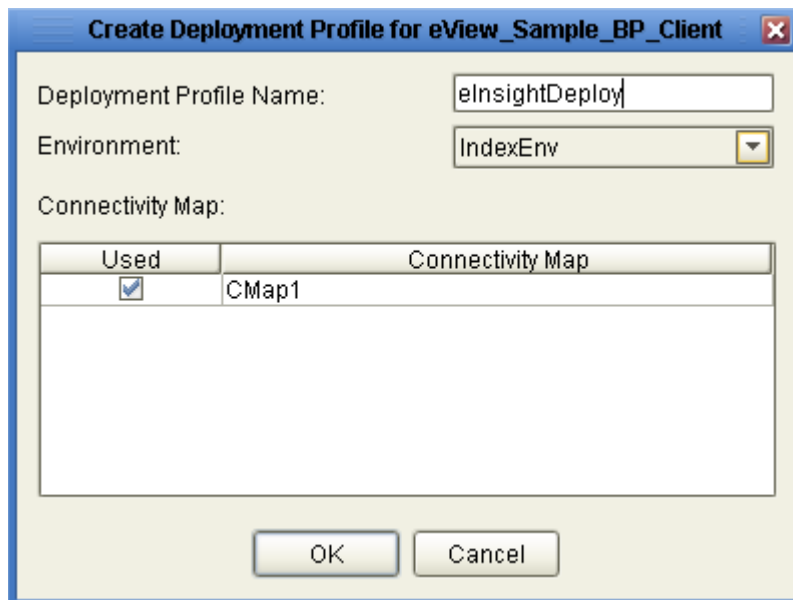 Create Deployment Profile for eView_Sample_BP_Client
Deployment Profile Name: eInsightDeploy
Environment: IndexEnv
Connectivity Map:
Used Connectivity Map
CMap1
OK Cancel